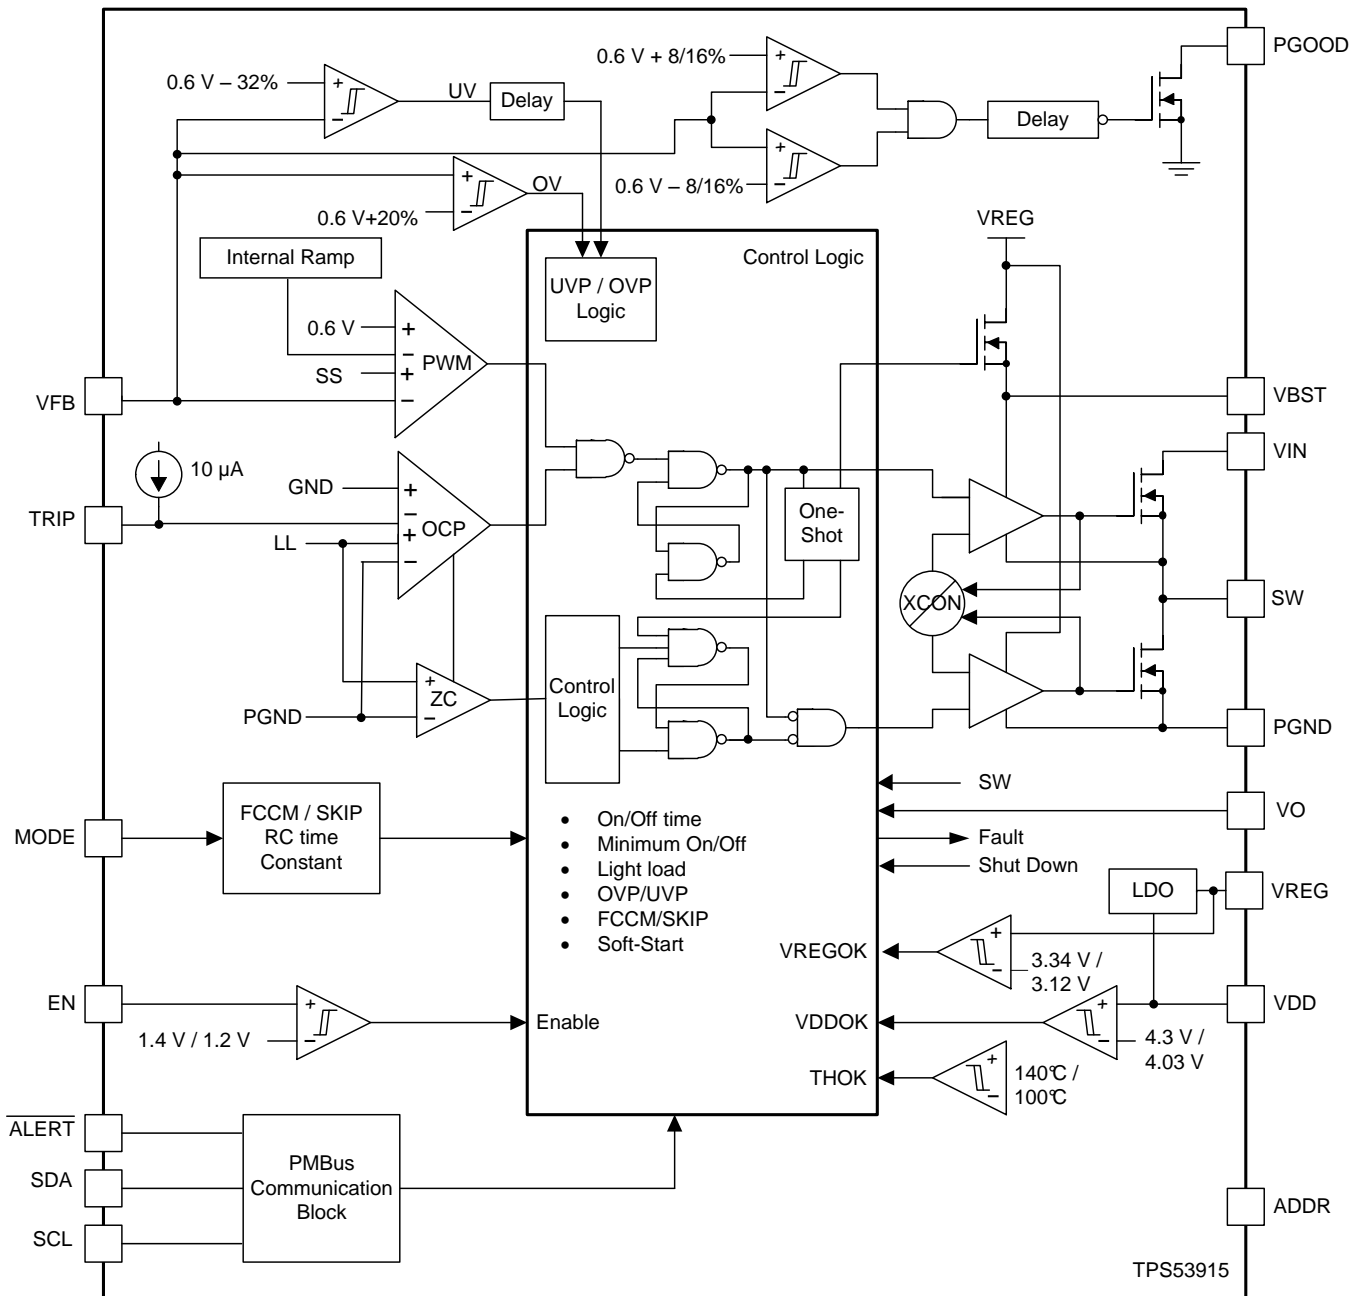 PGOOD
0.6 V + 8/16%
0.6 V – 32%
UV
Delay
Delay
OV
0.6 V – 8/16%
0.6 V+20%
VREG
Internal Ramp
Control Logic
UVP / OVP
Logic
0.6 V
PWM
SS
VFB
VBST
VIN
10 µA
GND
TRIP
OCP
LL
One-
Shot
XCON
SW
Control
Logic
ZC
PGND
PGND
SW
VO
MODE
FCCM / SKIP
RC time
Constant
• On/Off time
• Minimum On/Off
• Light load
• OVP/UVP
• FCCM/SKIP
• Soft-Start
Fault
Shut Down
LDO
VREG
VREGOK
3.34 V /
3.12 V
EN
1.4 V / 1.2 V
Enable
VDDOK
4.3 V /
4.03 V
VDD
THOK
140°C /
100°C
ALERT
SDA
SCL
PMBus
Communication
Block
ADDR
TPS53915
+
−
+
−
+
−
+
−
+
−
+
−
+
−
+
−
+
−
+
−
+
−
+
−
+
−
+
−